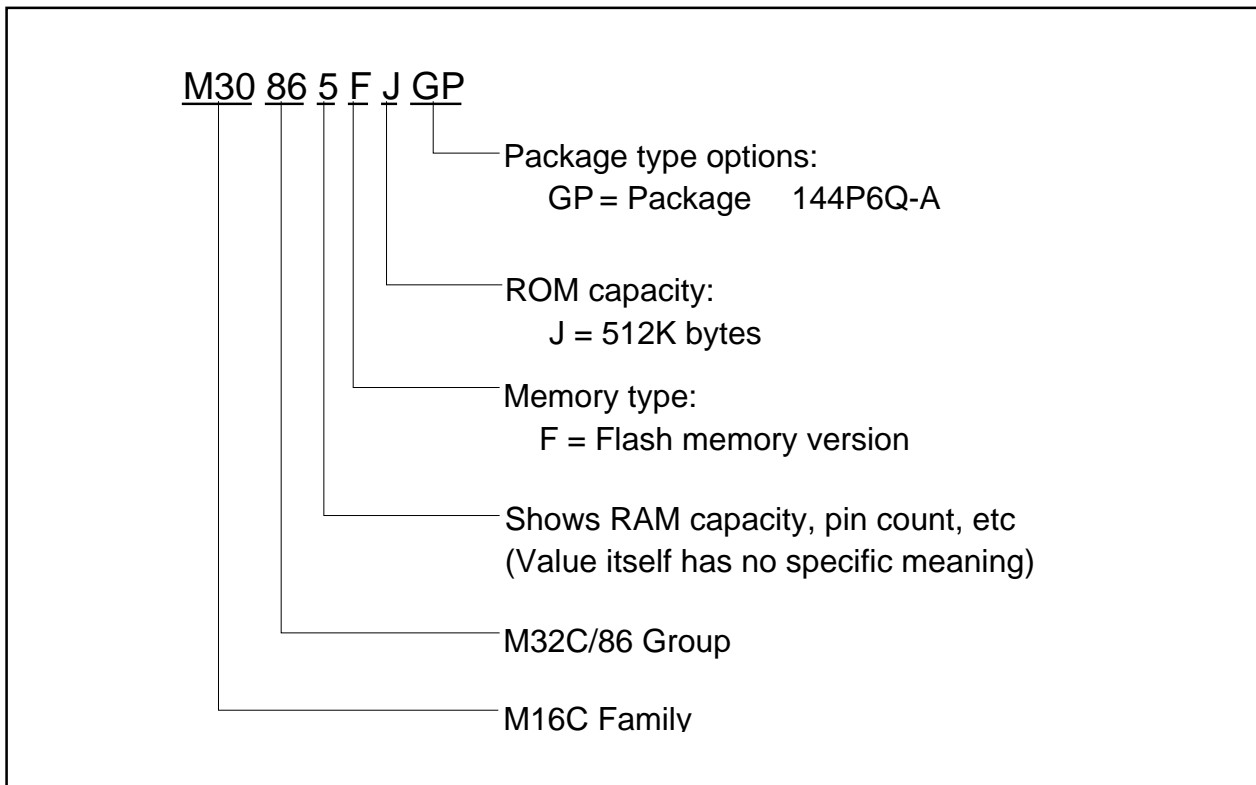 M30 86 5 F J GP
Package type options:
GP = Package 144P6Q-A
ROM capacity:
J = 512K bytes
Memory type:
F = Flash memory version
Shows RAM capacity, pin count, etc
(Value itself has no specific meaning)
M32C/86 Group
M16C Family